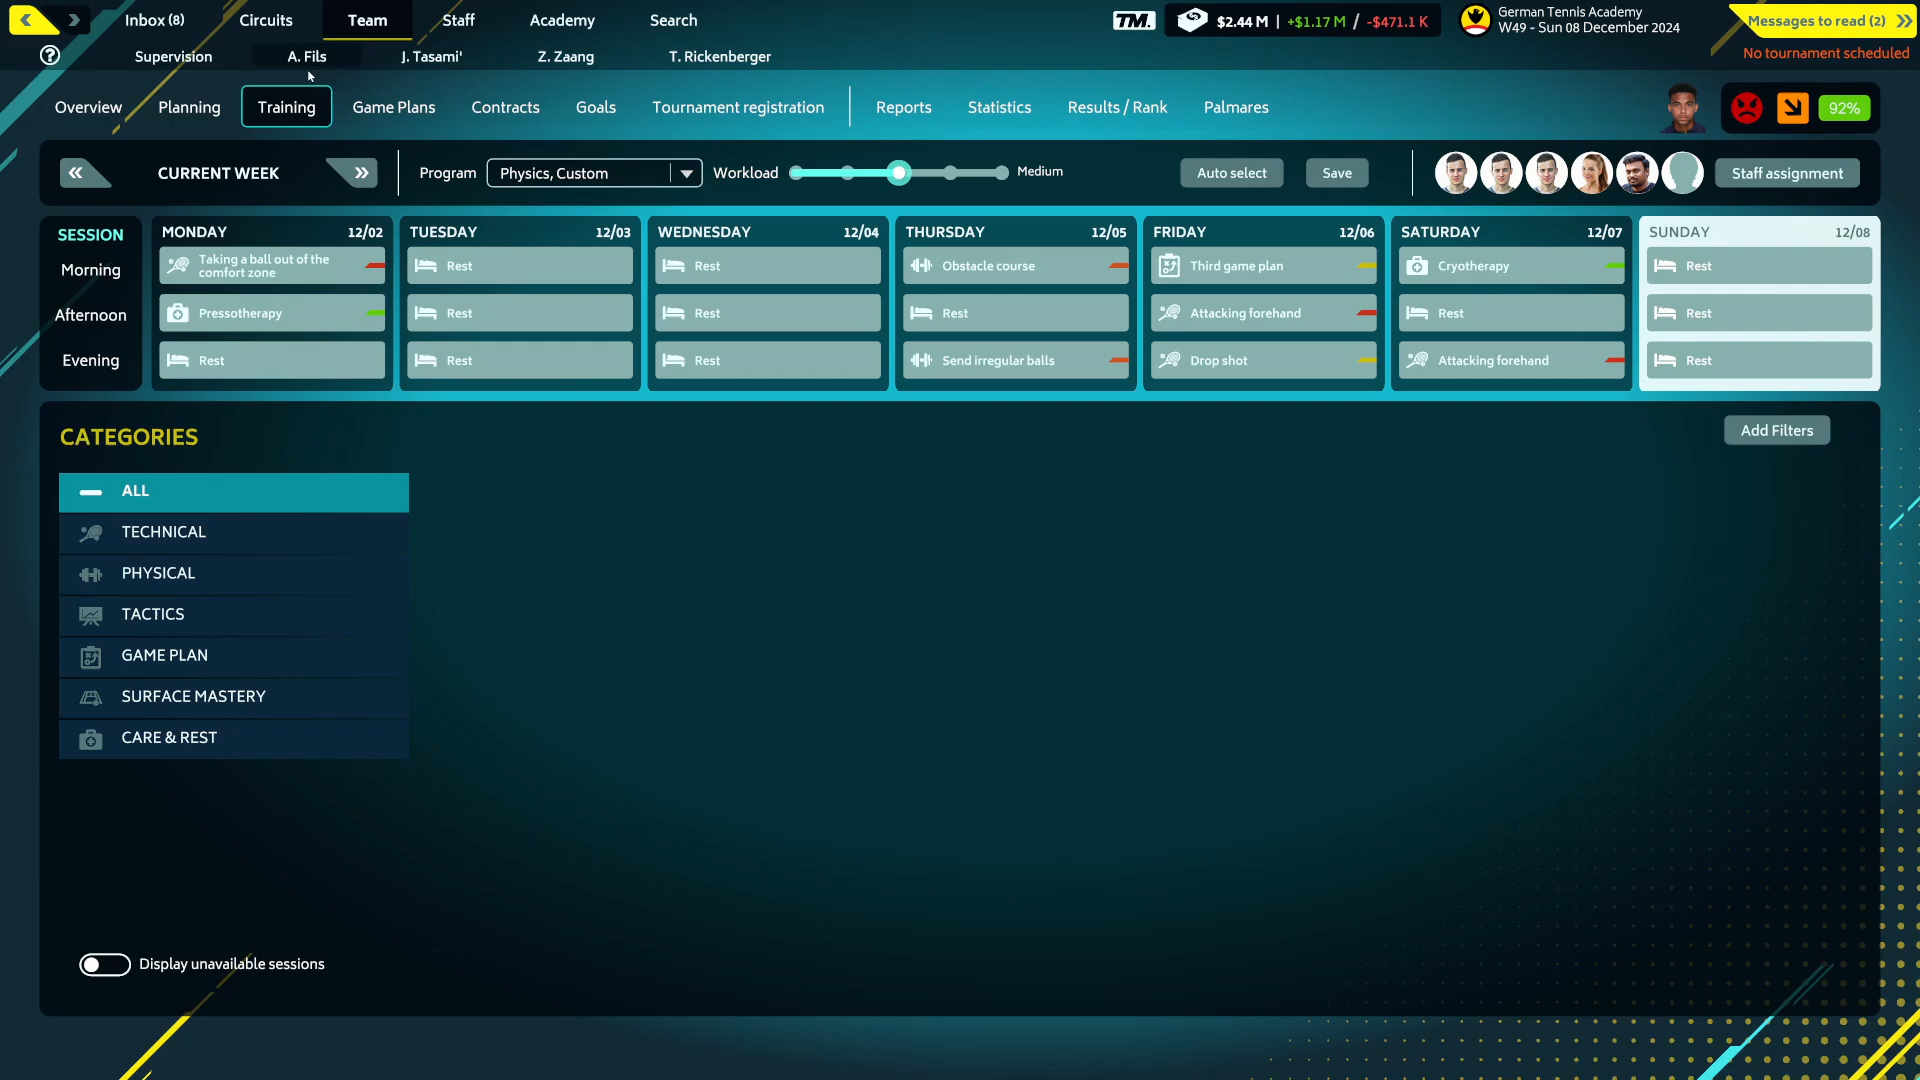 Inbox (8) Circuits Team Staff Academy Search
TM. $2.44 M | +$1.17 M / -$471.1 K
German Tennis Academy
W49 - Sun 08 December 2024
Messages to read (2)
No tournament scheduled
Supervision A. Fils J. Tasami' Z. Zaang T. Rickenberger
Overview Planning Training Game Plans Contracts Goals Tournament registration Reports Statistics Results / Rank Palmares
92%
CURRENT WEEK Program Physics, Custom Workload Medium Auto select Save Staff assignment
SESSION MONDAY 12/02 TUESDAY 12/03 WEDNESDAY 12/04 THURSDAY 12/05 FRIDAY 12/06 SATURDAY 12/07 SUNDAY 12/08
Morning Taking a ball out of the
comfort zone Rest Rest Obstacle course Third game plan Cryotherapy Rest
Afternoon Pressotherapy Rest Rest Rest Attacking forehand Rest Rest
Evening Rest Rest Rest Send irregular balls Drop shot Attacking forehand Rest
CATEGORIES
Add Filters
ALL
TECHNICAL
PHYSICAL
TACTICS
GAME PLAN
SURFACE MASTERY
CARE & REST
Display unavailable sessions